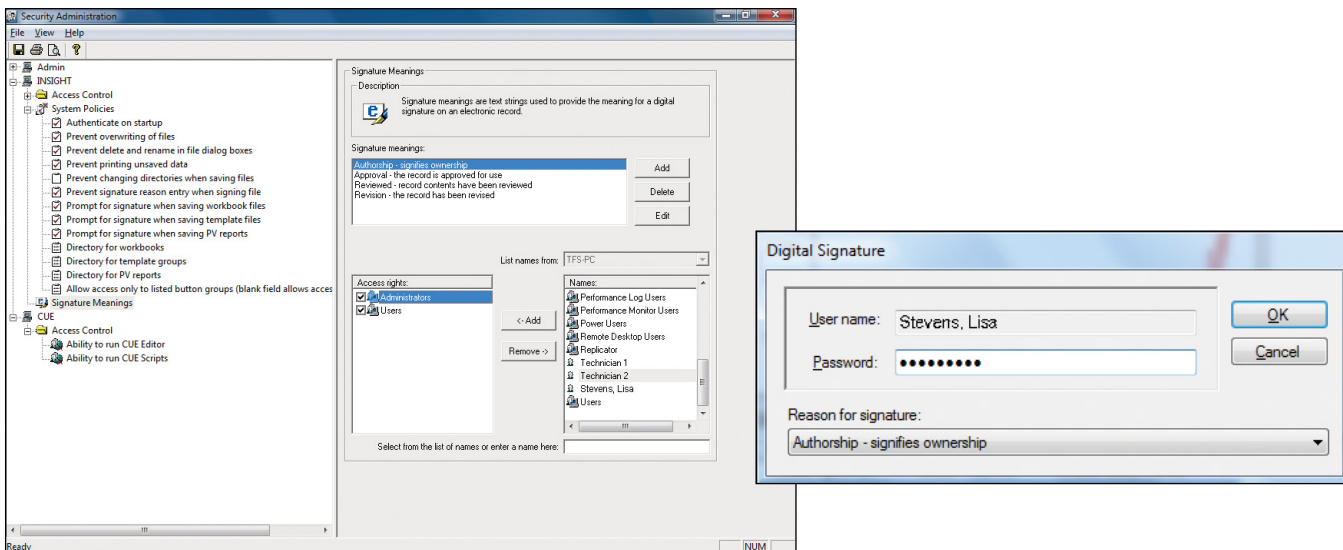 Security Administration
File View Help
Admin
INSIGHT
Access Control
System Policies
Authenticate on startup
Prevent overwriting of files
Prevent delete and rename in file dialog boxes
Prevent printing unsaved data
Prevent changing directories when saving files
Prevent signature reason entry when signing file
Prompt for signature when saving workbook files
Prompt for signature when saving template files
Prompt for signature when saving PV reports
Directory for workbooks
Directory for template groups
Directory for PV reports
Allow access only to listed button groups (blank field allows acces
Signature Meanings
CUE
Access Control
Ability to run CUE Editor
Ability to run CUE Scripts
Signature Meanings
Description
Signature meanings are text strings used to provide the meaning for a digital
signature on an electronic record.
Signature meanings:
Authorship - signifies ownership
Approval - the record is approved for use
Reviewed - record contents have been reviewed
Revision - the record has been revised
Add
Delete
Edit
List names from: TFS-PC
Access rights:
Administrators
Users
<- Add
Remove ->
Names:
Performance Log Users
Performance Monitor Users
Power Users
Remote Desktop Users
Replicator
Technician 1
Technician 2
Stevens, Lisa
Users
Select from the list of names or enter a name here:
Ready NUM
Digital Signature
User name: Stevens, Lisa
Password: •••••••••
OK
Cancel
Reason for signature:
Authorship - signifies ownership